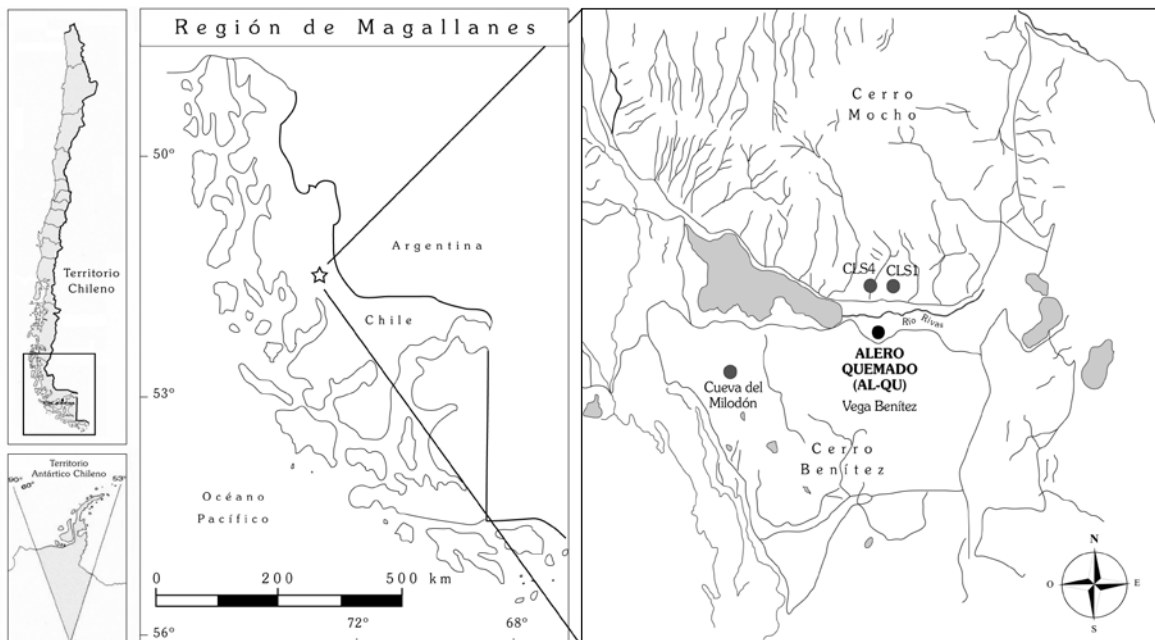 Territorio
Chileno
Territorio
Antártico Chileno
90º
53º
Región de Magallanes
50º
53º
56º
72º
68º
Argentina
Chile
Océano
Pacífico
0
200
500 km
Cerro
Mocho
CLS4
CLS1
Río Rivas
ALERO
QUEMADO
(AL-QU)
Vega Benítez
Cueva del
Milodón
Cerro
Benítez
N
O
E
S